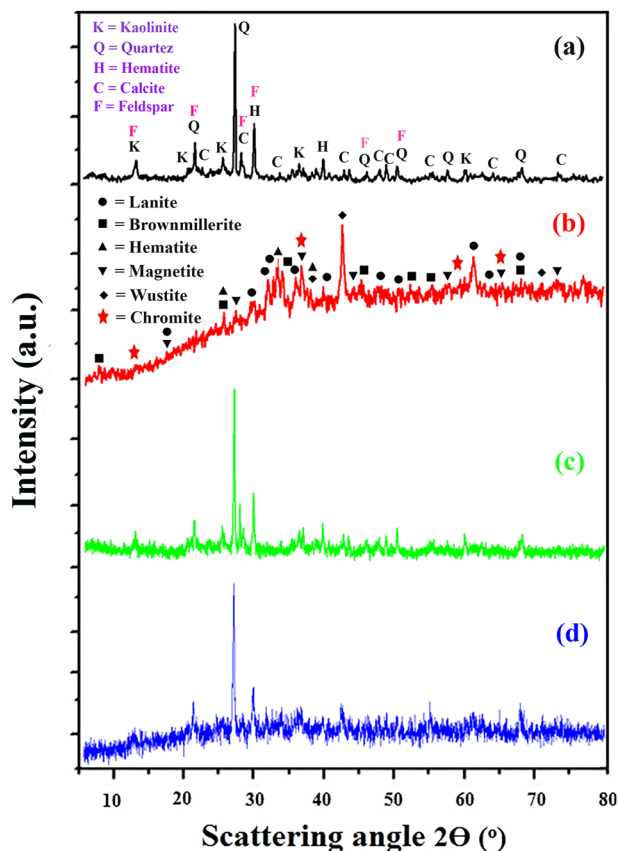 K = Kaolinite
Q = Quartez
H = Hematite
C = Calcite
F = Feldspar
(a)
Q
F
K
F
Q
K
C
K
F
C
F
H
C
K
H
C
F
Q
C
C
F
Q
C
Q
K
C
Q
C
= Lanite
= Brownmillerite
= Hematite
= Magnetite
= Wustite
= Chromite
(b)
(c)
(d)
Intensity (a.u.)
10 20 30 40 50 60 70 80
Scattering angle 2Ɵ (°)